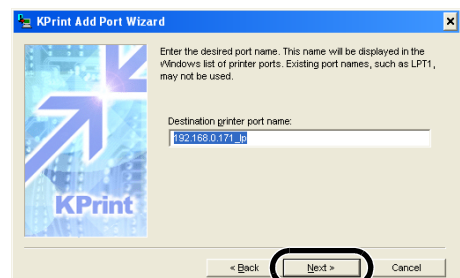 KPrint Add Port Wizard
Enter the desired port name. This name will be displayed in the
Windows list of printer ports. Existing port names, such as LPT1,
may not be used.
Destination printer port name:
192.168.0.171_lp
KPrint
< Back
Next >
Cancel